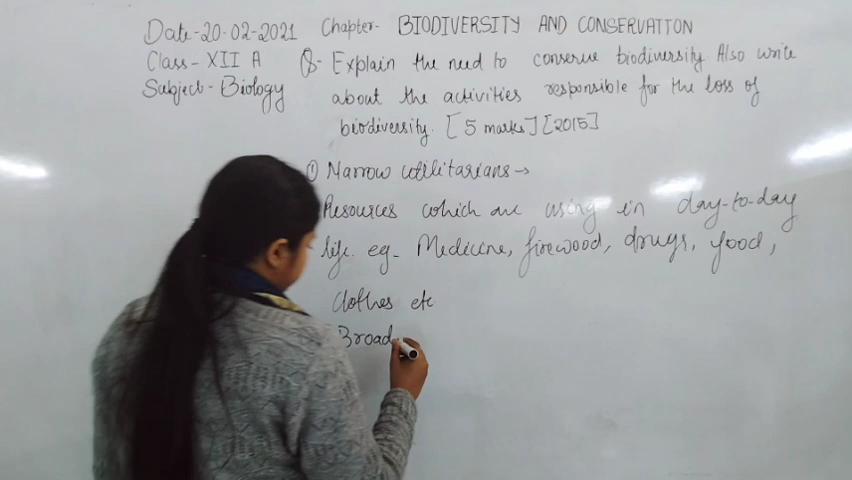 Date-20.02-2021 Chapter- BIODIVERSITY AND CONSERVATION
Class- XII A Q- Explain the need to conserve biodiversity Also write
Subject- Biology about the activities responsible for the loss of
biodiversity. [5 marks] [2015]
① Narrow utilitarians →
Resources which are using in day-to-day
life. eg- Medicine, firewood, drugs, food,
Clothes etc
Broad